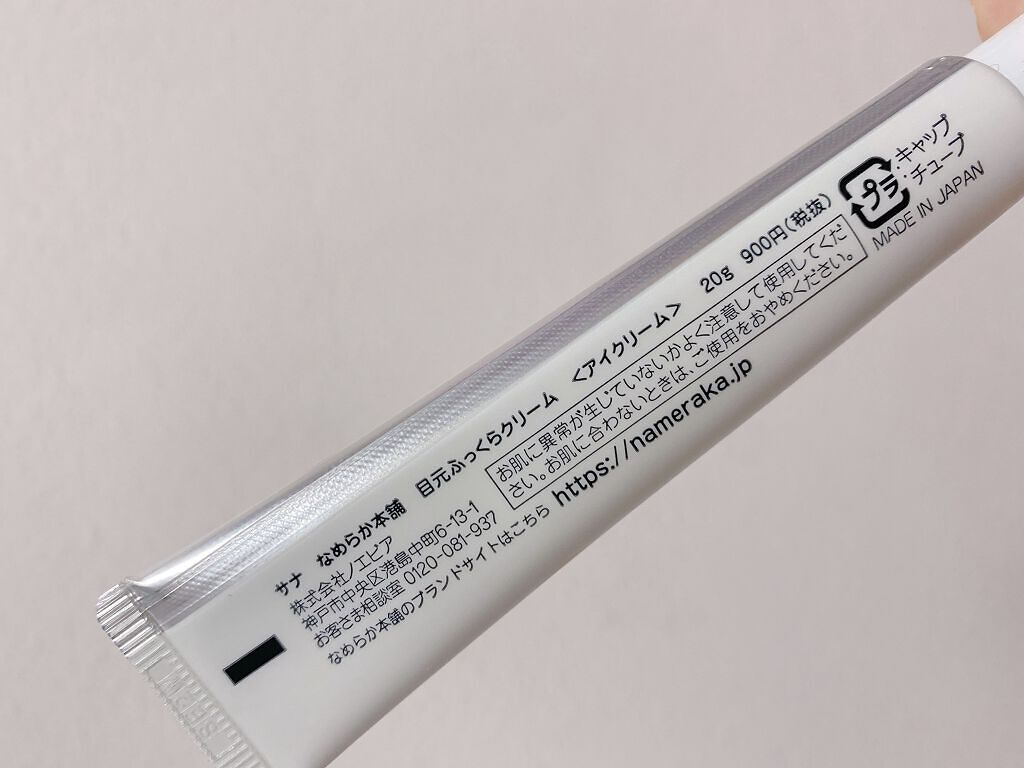 サナ なめらか本舗 目元ふっくらクリーム <アイクリーム> 20g 900円(税抜)
株式会社ノエビア
神戸市中央区港島中町6-13-1
お客さま相談室 0120-081-937
なめらか本舗のブランドサイトはこちら https://nameraka.jp
お肌に異常が生じていないかよく注意して使用してくだ
さい。お肌に合わないときは、ご使用をおやめください。
プラ
:キャップ
:チューブ
MADE IN JAPAN